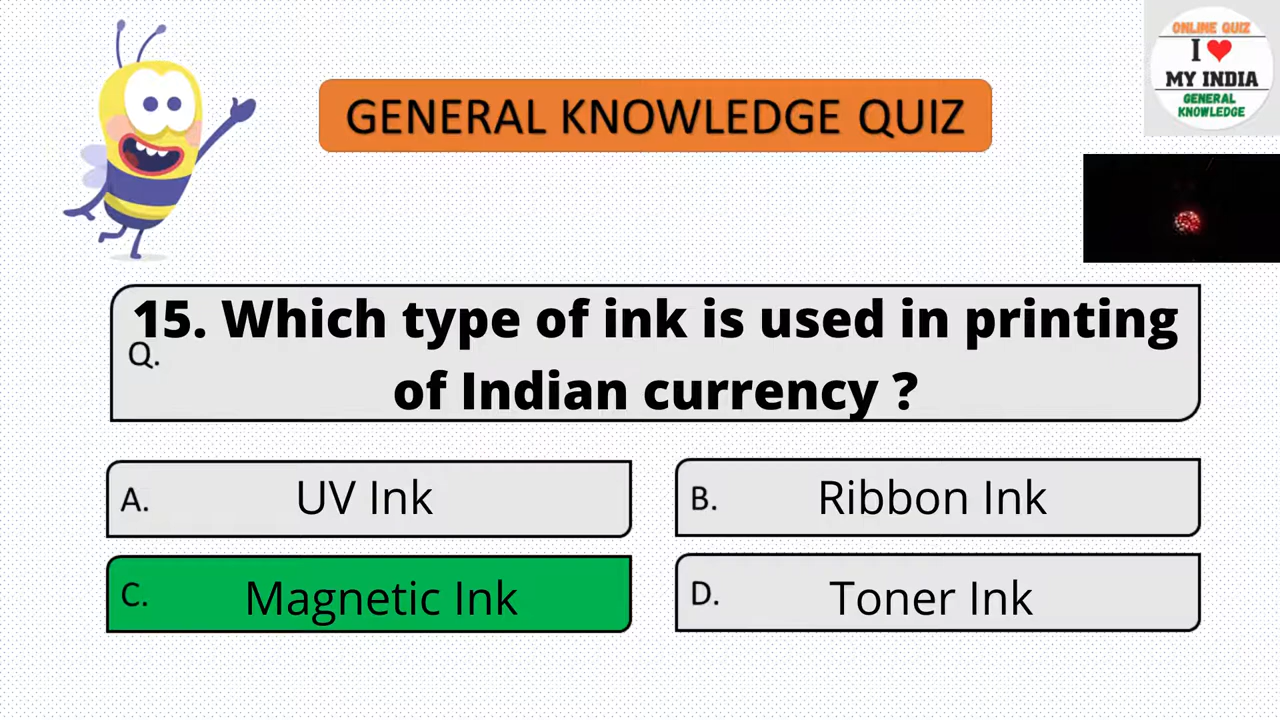 ONLINE QUIZ
I ❤
MY INDIA
GENERAL
KNOWLEDGE
GENERAL KNOWLEDGE QUIZ
Q.
15. Which type of ink is used in printing
of Indian currency ?
A. UV Ink
B. Ribbon Ink
C. Magnetic Ink
D. Toner Ink